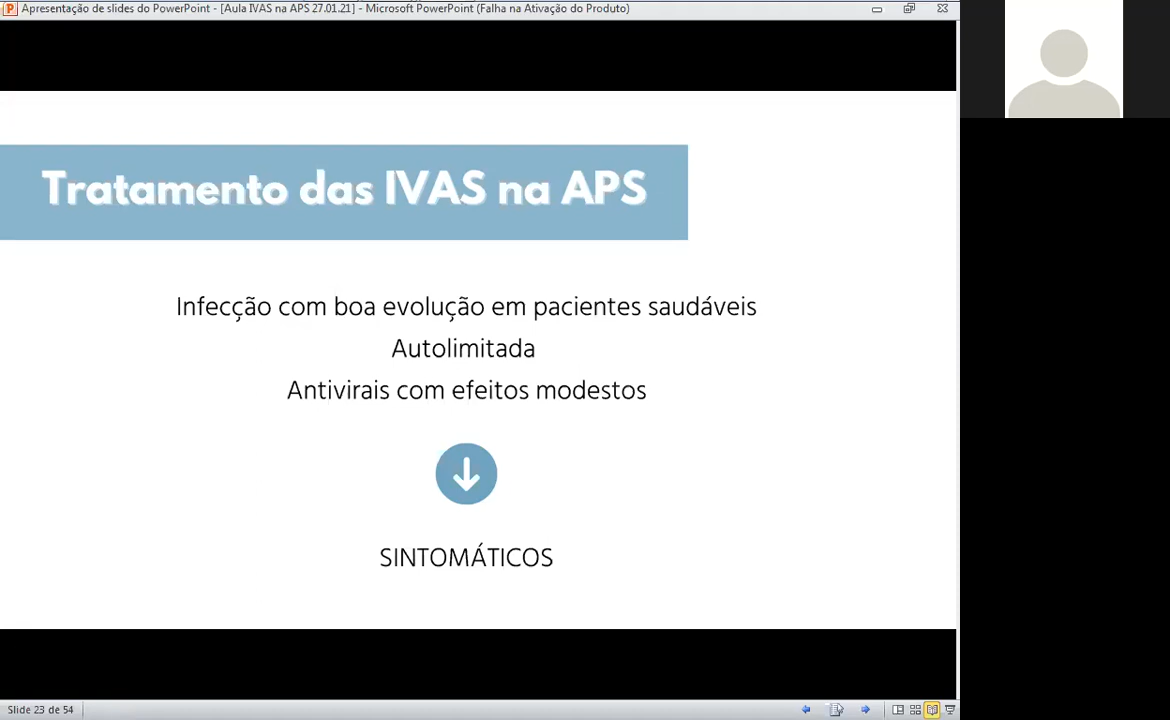 Apresentação de slides do PowerPoint - [Aula IVAS na APS 27.01.21] - Microsoft PowerPoint (Falha na Ativação do Produto)
Tratamento das IVAS na APS
Infecção com boa evolução em pacientes saudáveis
Autolimitada
Antivirais com efeitos modestos
SINTOMÁTICOS
Slide 23 de 54